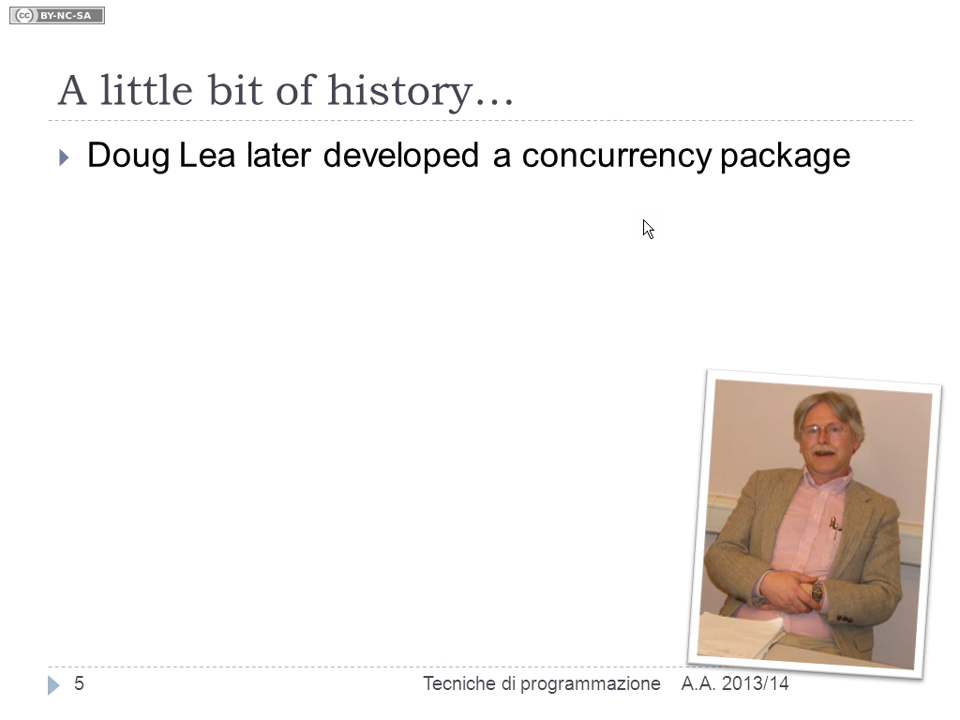 cc BY-NC-SA
A little bit of history…
Doug Lea later developed a concurrency package
5
Tecniche di programmazione A.A. 2013/14